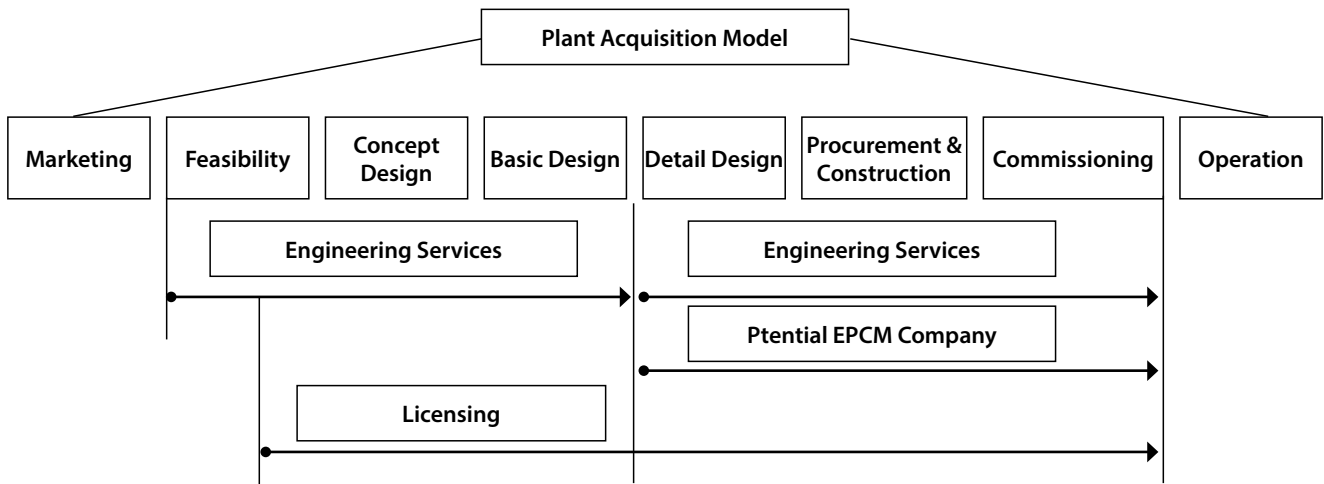 Plant Acquisition Model
Marketing
Feasibility
Concept
Design
Basic Design
Detail Design
Procurement &
Construction
Commissioning
Operation
Engineering Services
Engineering Services
Ptential EPCM Company
Licensing